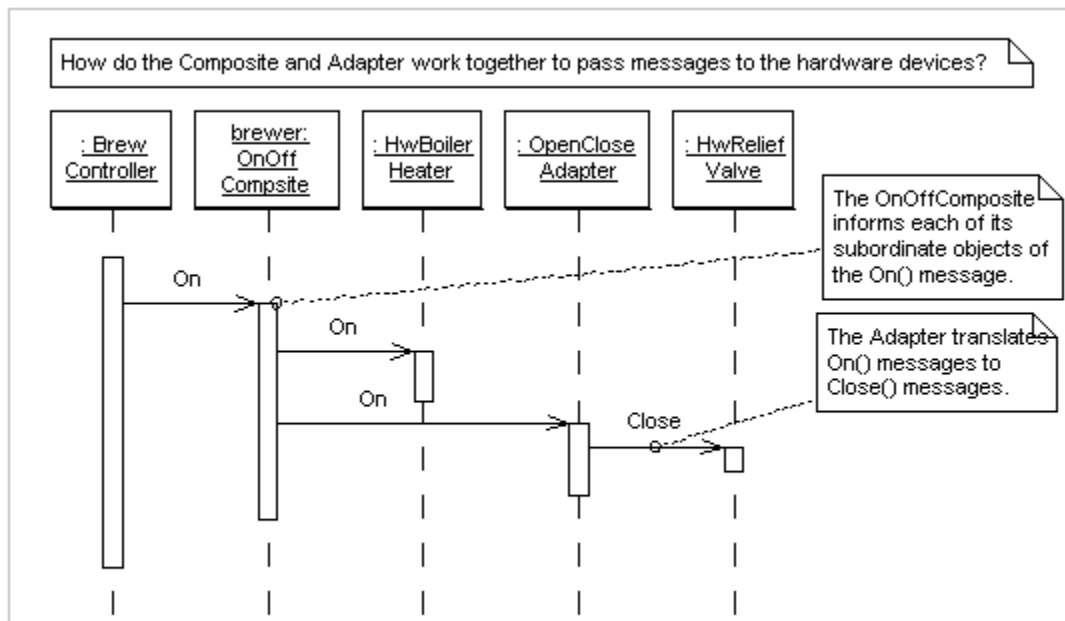 How do the Composite and Adapter work together to pass messages to the hardware devices?
: Brew
Controller
brewer:
OnOff
Compsite
: HwBoiler
Heater
: OpenClose
Adapter
: HwRelief
Valve
The OnOffComposite
informs each of its
subordinate objects of
the On() message.
On
On
The Adapter translates
On() messages to
Close() messages.
On
Close